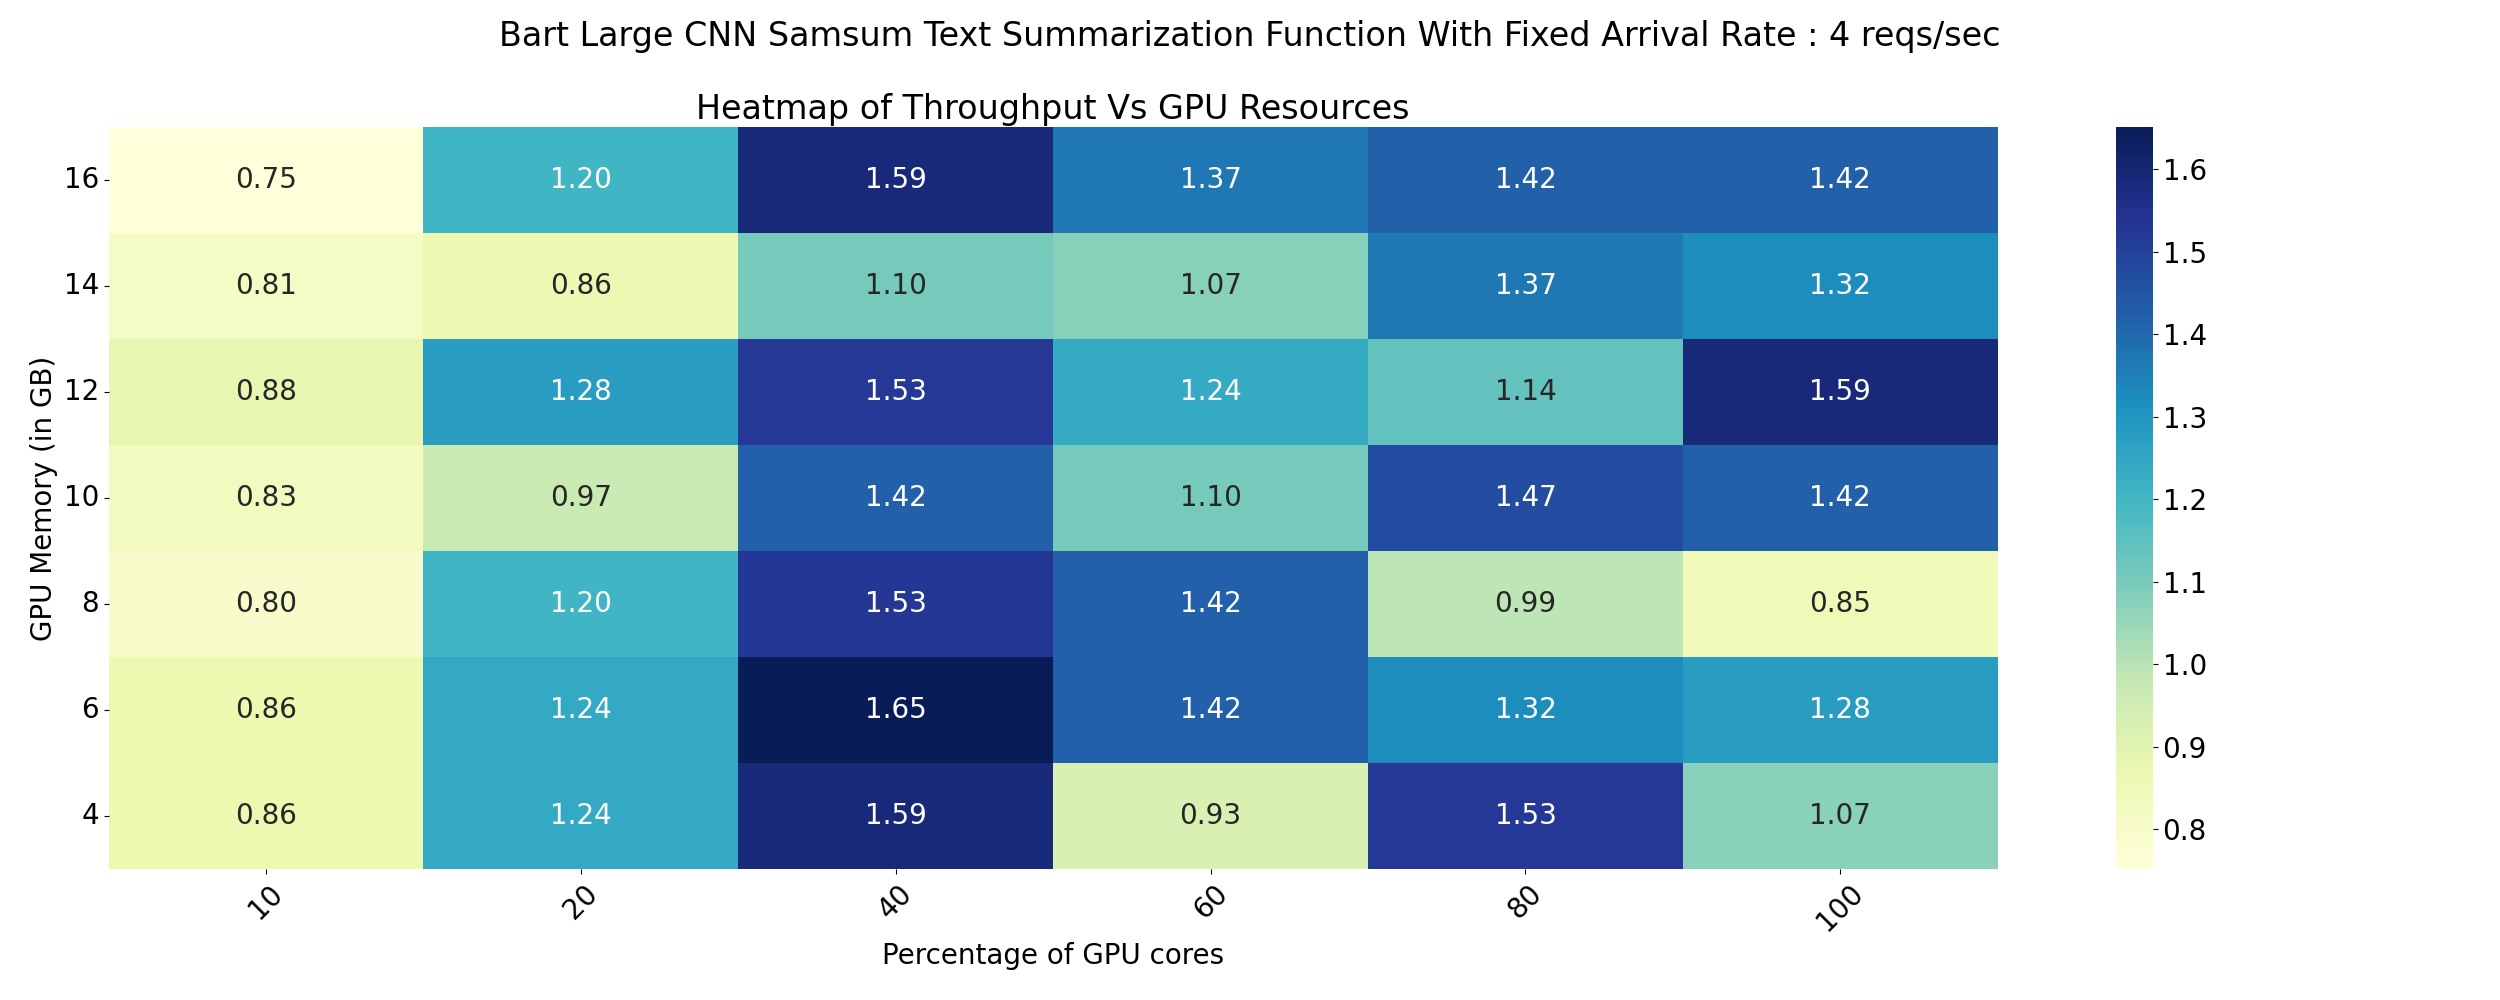 Bart Large CNN Samsum Text Summarization Function With Fixed Arrival Rate : 4 reqs/sec
Heatmap of Throughput Vs GPU Resources
GPU Memory (in GB)
16 0.75 1.20 1.59 1.37 1.42 1.42
14 0.81 0.86 1.10 1.07 1.37 1.32
12 0.88 1.28 1.53 1.24 1.14 1.59
10 0.83 0.97 1.42 1.10 1.47 1.42
8 0.80 1.20 1.53 1.42 0.99 0.85
6 0.86 1.24 1.65 1.42 1.32 1.28
4 0.86 1.24 1.59 0.93 1.53 1.07
10 20 40 60 80 100
Percentage of GPU cores
1.6
1.5
1.4
1.3
1.2
1.1
1.0
0.9
0.8